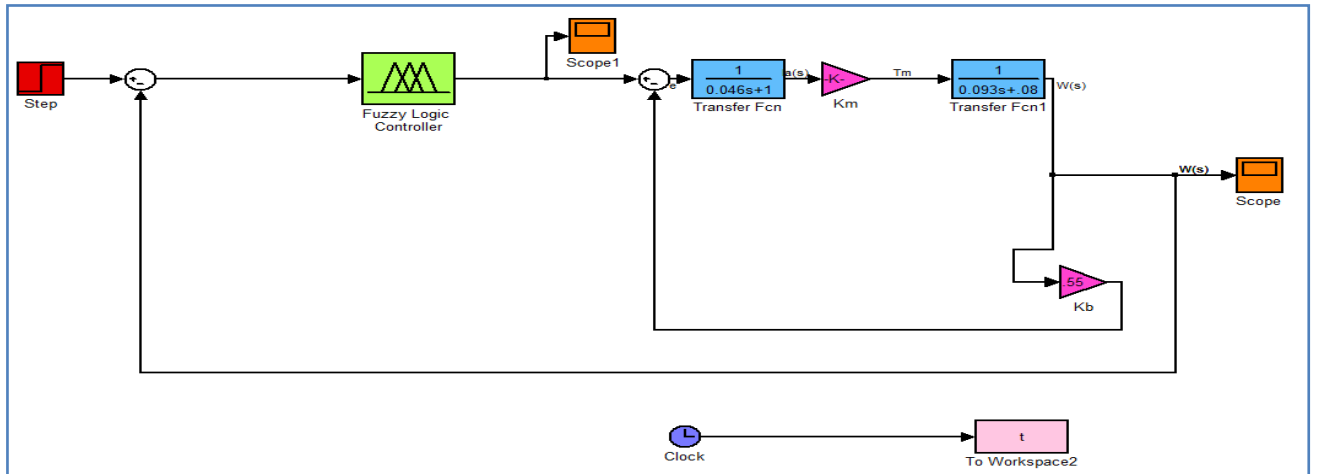 Step
+-
Fuzzy Logic
Controller
Scope1
+-
e
1
0.046s+1
Transfer Fcn
a(s)
-K-
Km
Tm
1
0.093s+.08
Transfer Fcn1
W(s)
W(s)
Scope
.55
Kb
Clock
t
To Workspace2